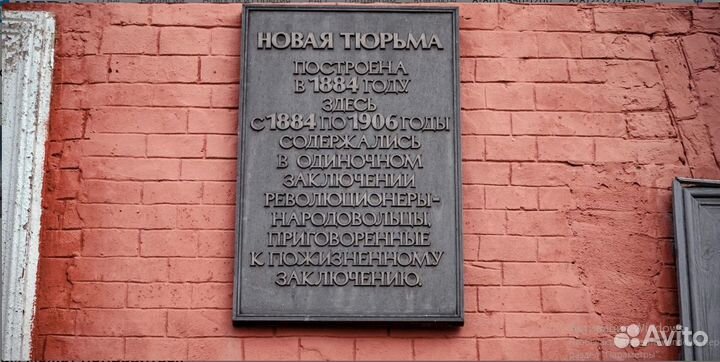 НОВАЯ ТЮРЬМА
ПОСТРОЕНА
В 1884 ГОДУ
ЗДЕСЬ
С 1884 ПО 1906 ГОДЫ
СОДЕРЖАЛИСЬ
В ОДИНОЧНОМ
ЗАКЛЮЧЕНИИ
РЕВОЛЮЦИОНЕРЫ-
НАРОДОВОЛЬЦЫ,
ПРИГОВОРЕННЫЕ
К ПОЖИЗНЕННОМУ
ЗАКЛЮЧЕНИЮ.
Avito